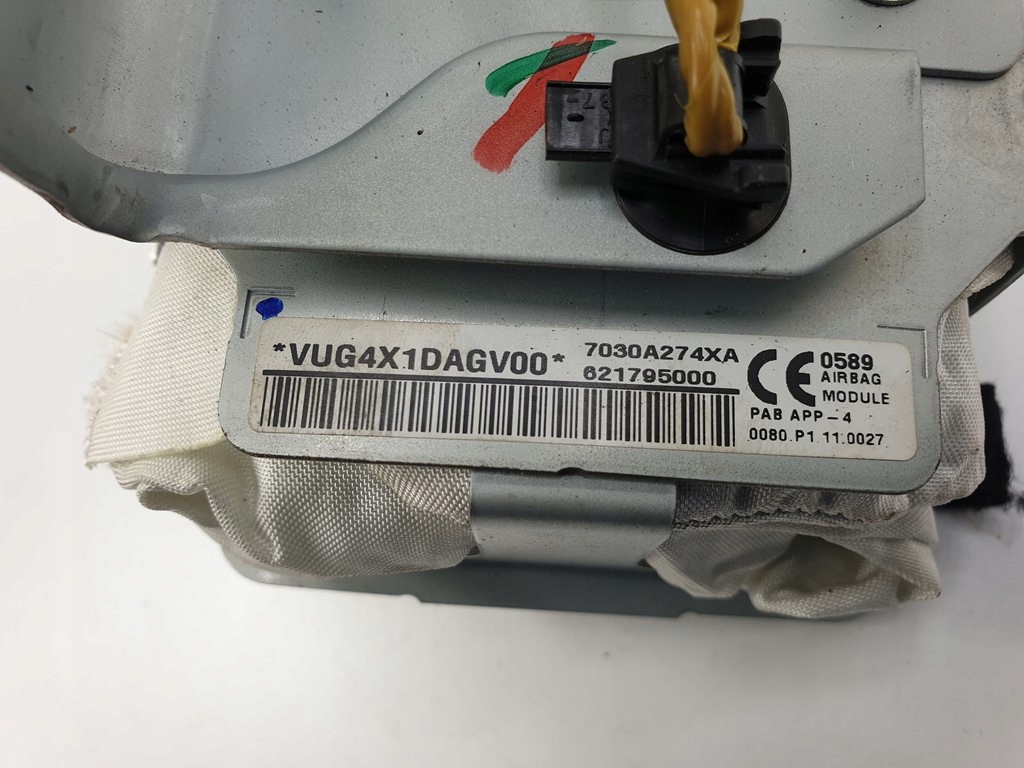 *VUG4X1DAGV00*
7030A274XA
621795000
CE
0589
AIRBAG
MODULE
PAB APP-4
0080.P1.11.0027